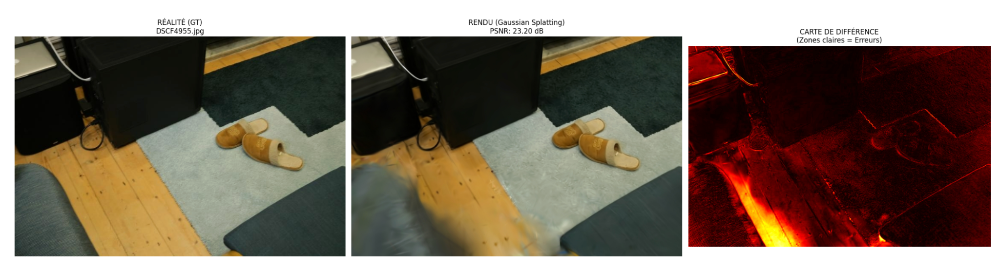 RÉALITÉ (GT)
DSCF4955.jpg
RENDU (Gaussian Splatting)
PSNR: 23.20 dB
CARTE DE DIFFÉRENCE
(Zones claires = Erreurs)